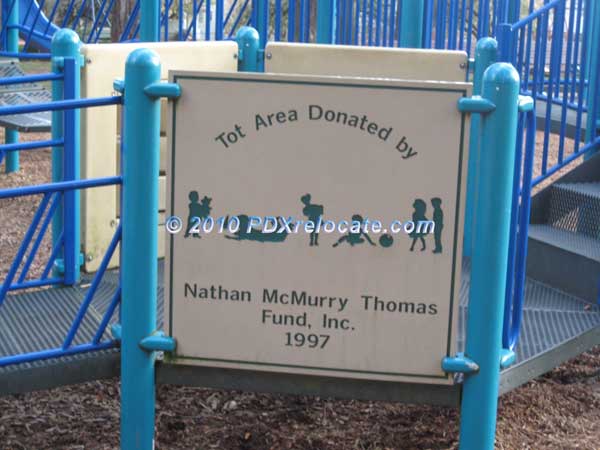 Tot Area Donated by
© 2010 PDXrelocate.com
Nathan McMurry Thomas
Fund, Inc.
1997